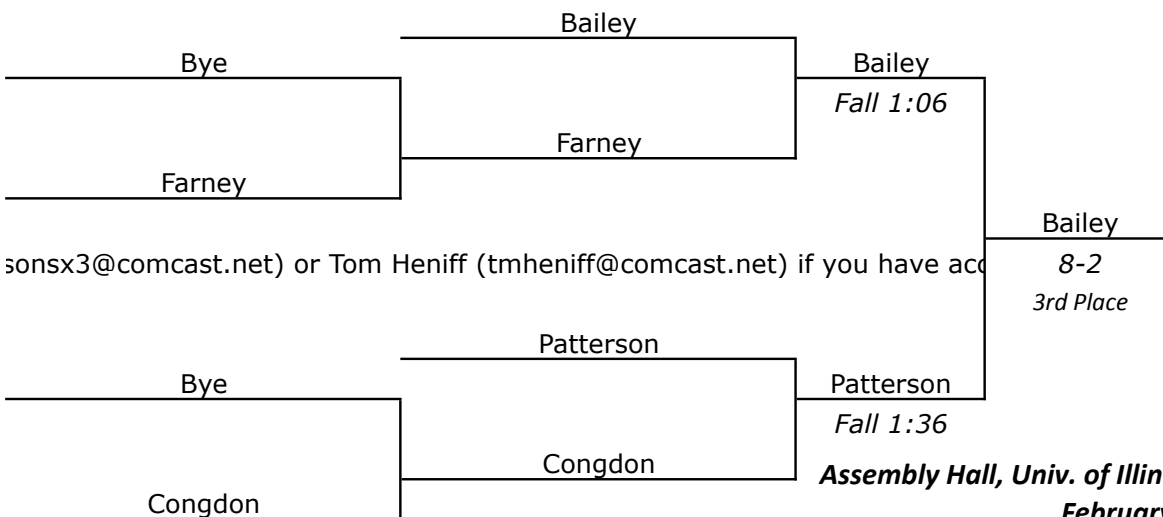 Bailey
Bye Bailey
Fall 1:06
Farney
Farney
Bailey
sonsx3@comcast.net) or Tom Heniff (tmheniff@comcast.net) if you have acc 8-2
3rd Place
Patterson
Bye Patterson
Fall 1:36
Congdon
Assembly Hall, Univ. of Illin
Congdon
February